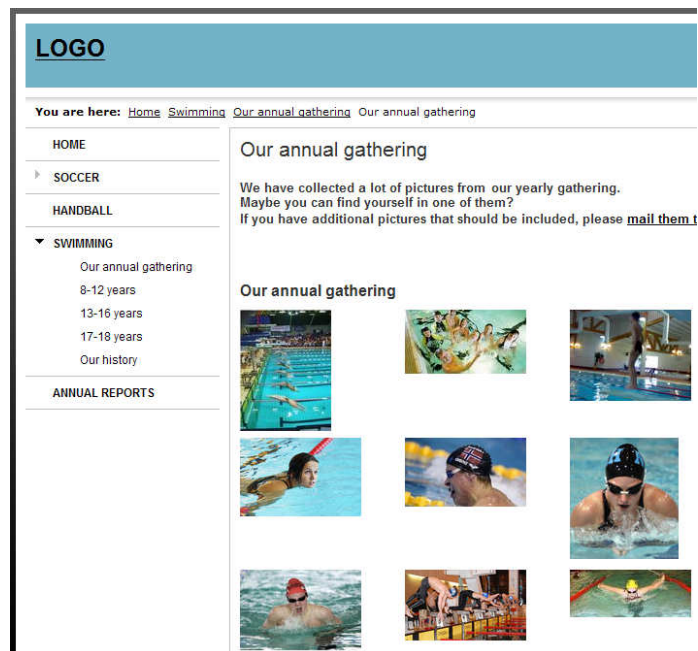 LOGO
You are here: Home Swimming Our annual gathering Our annual gathering
HOME
SOCCER
HANDBALL
SWIMMING
Our annual gathering
8-12 years
13-16 years
17-18 years
Our history
ANNUAL REPORTS
Our annual gathering
We have collected a lot of pictures from our yearly gathering.
Maybe you can find yourself in one of them?
If you have additional pictures that should be included, please mail them t
Our annual gathering